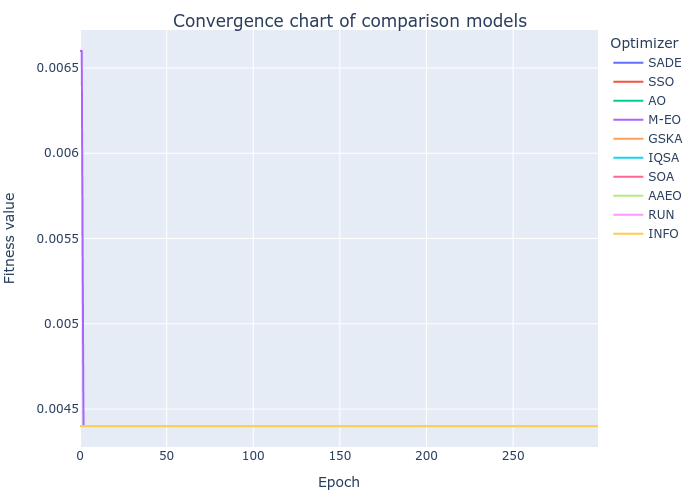 Convergence chart of comparison models
Optimizer
SADE
SSO
AO
M-EO
GSKA
IQSA
SOA
AAEO
RUN
INFO
Fitness value
0.0065
0.006
0.0055
0.005
0.0045
0
50
100
150
200
250
Epoch